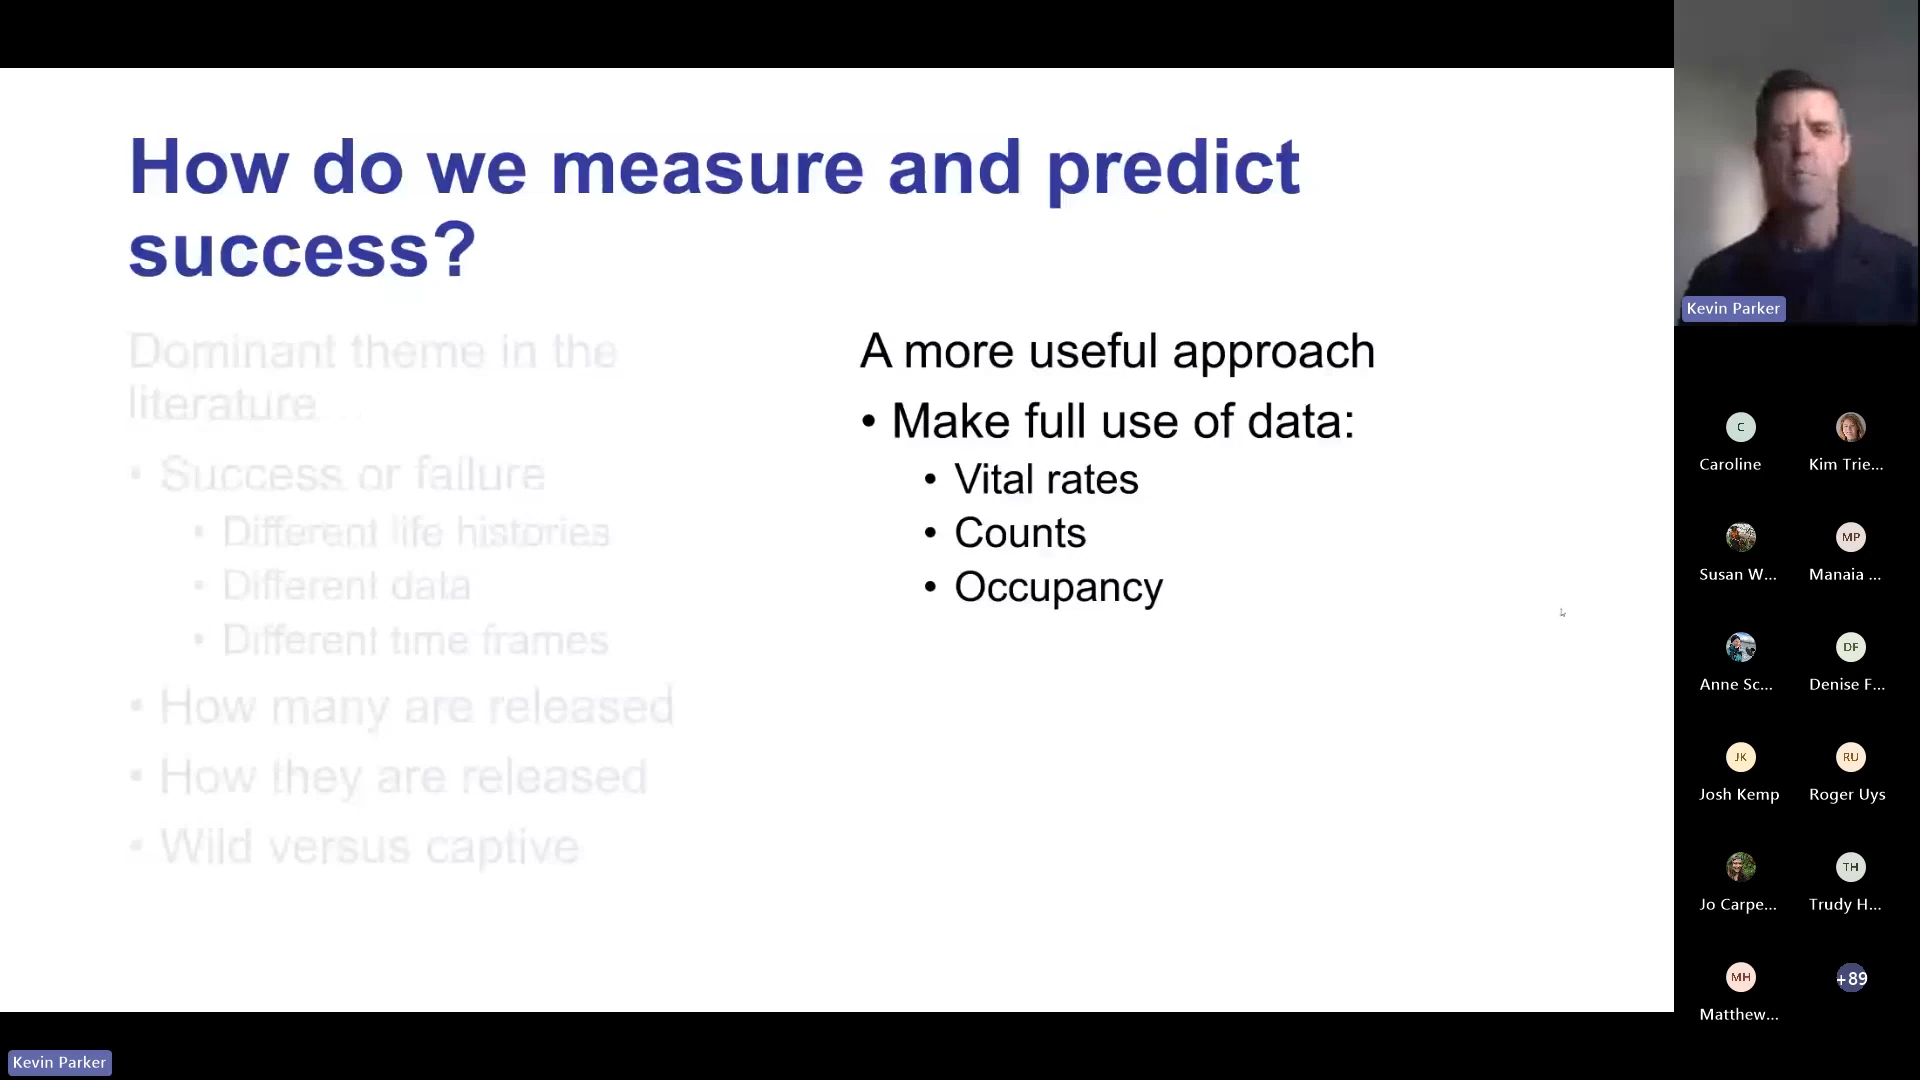 How do we measure and predict
success?
Dominant theme in the
literature...
• Success or failure
• Different life histories
• Different data
• Different time frames
• How many are released
• How they are released
• Wild versus captive
A more useful approach
• Make full use of data:
• Vital rates
• Counts
• Occupancy
Kevin Parker
C
Caroline
Kim Trie...
Susan W...
MP
Manaia ...
Anne Sc...
DF
Denise F...
JK
Josh Kemp
RU
Roger Uys
Jo Carpe...
TH
Trudy H...
MH
Matthew...
+89
Kevin Parker